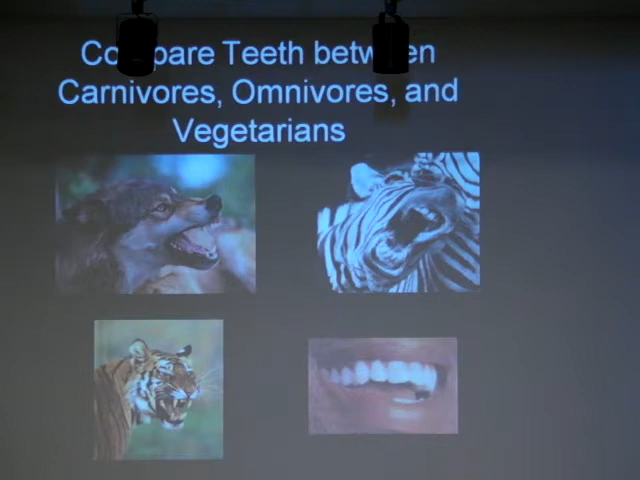 Compare Teeth between
Carnivores, Omnivores, and
Vegetarians